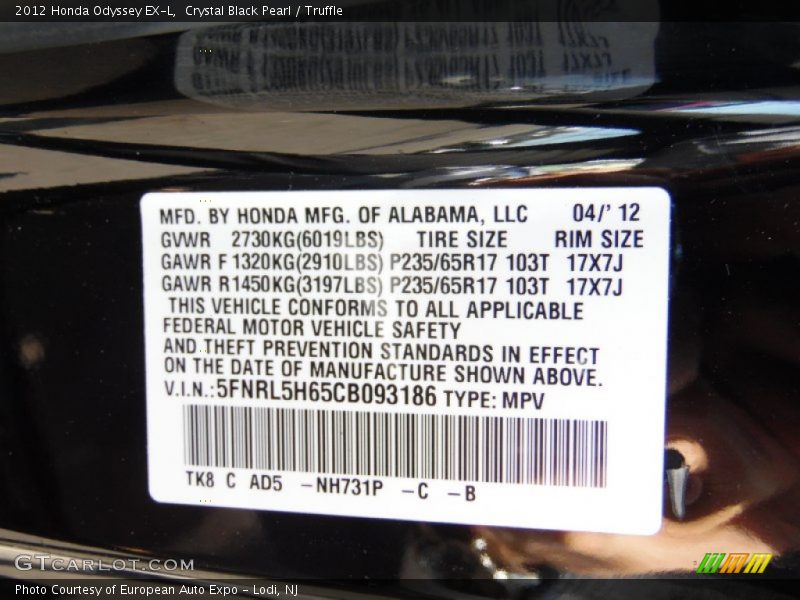 2012 Honda Odyssey EX-L,  Crystal Black Pearl / Truffle
MFD. BY HONDA MFG. OF ALABAMA, LLC 04/' 12
GVWR 2730KG(6019LBS) TIRE SIZE RIM SIZE
GAWR F 1320KG(2910LBS) P235/65R17 103T 17X7J
GAWR R1450KG(3197LBS) P235/65R17 103T 17X7J
THIS VEHICLE CONFORMS TO ALL APPLICABLE
FEDERAL MOTOR VEHICLE SAFETY
AND THEFT PREVENTION STANDARDS IN EFFECT
ON THE DATE OF MANUFACTURE SHOWN ABOVE.
V.I.N.:5FNRL5H65CB093186 TYPE: MPV
TK8 C AD5 -NH731P -C -B
GTCARLOT.COM
Photo Courtesy of European Auto Expo - Lodi, NJ